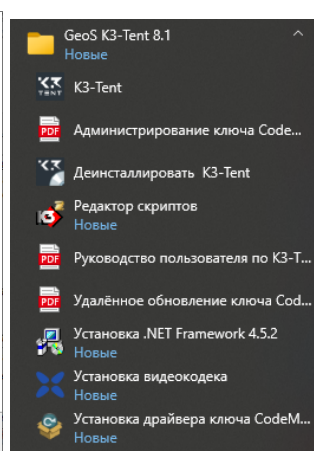 GeoS K3-Tent 8.1
Новые
K3-Tent
Администрирование ключа Code...
Деинсталлировать K3-Tent
Редактор скриптов
Новые
Руководство пользователя по K3-T...
Удалённое обновление ключа Cod...
Установка .NET Framework 4.5.2
Новые
Установка видеокодека
Новые
Установка драйвера ключа CodeM...
Новые